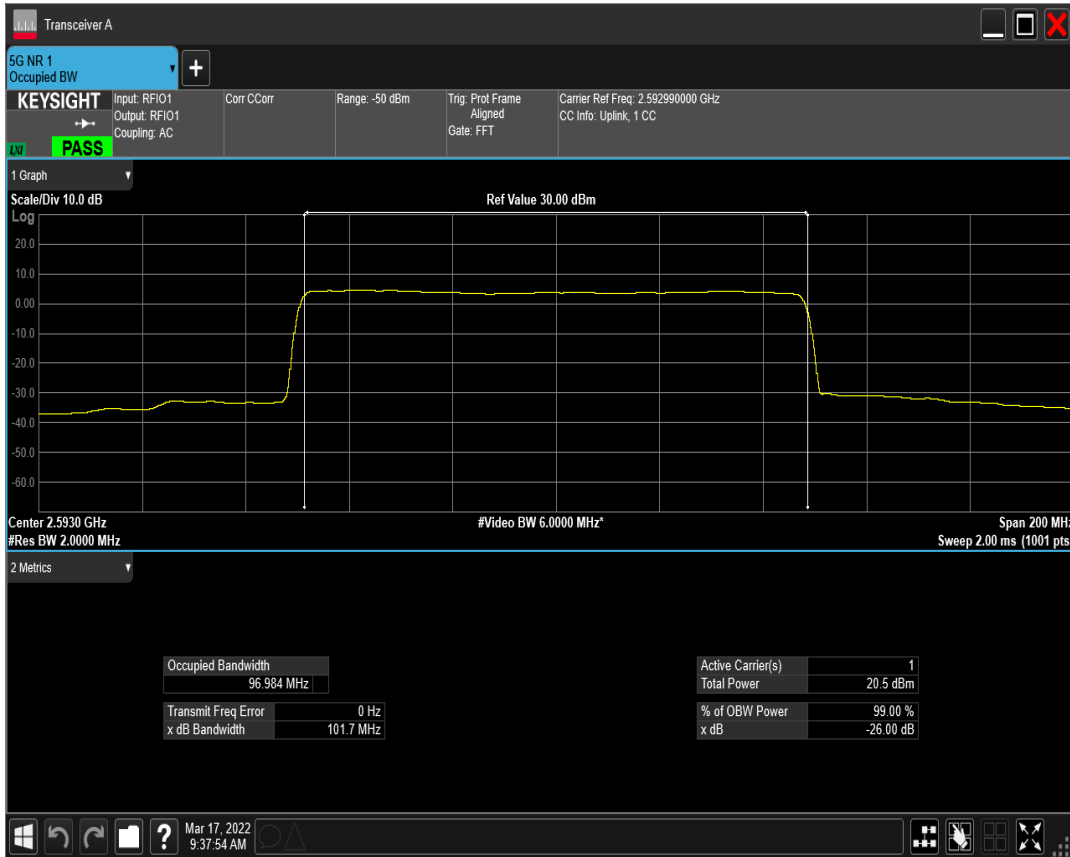 Transceiver A
5G NR 1
Occupied BW
+
KEYSIGHT
LXI
PASS
Input: RFIO1
Output: RFIO1
Coupling: AC
Corr CCorr
Range: -50 dBm
Trig: Prot Frame
Aligned
Gate: FFT
Carrier Ref Freq: 2.592990000 GHz
CC Info: Uplink, 1 CC
1 Graph
Scale/Div 10.0 dB
Ref Value 30.00 dBm
Log
20.0
10.0
0.00
-10.0
-20.0
-30.0
-40.0
-50.0
-60.0
Center 2.5930 GHz
#Video BW 6.0000 MHz*
Span 200 MHz
#Res BW 2.0000 MHz
Sweep 2.00 ms (1001 pts
2 Metrics
Occupied Bandwidth
96.984 MHz
Transmit Freq Error 0 Hz
x dB Bandwidth 101.7 MHz
Active Carrier(s) 1
Total Power 20.5 dBm
% of OBW Power 99.00 %
x dB -26.00 dB
?
Mar 17, 2022
9:37:54 AM